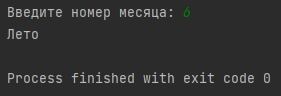 Введите номер месяца: 6
Лето
Process finished with exit code 0